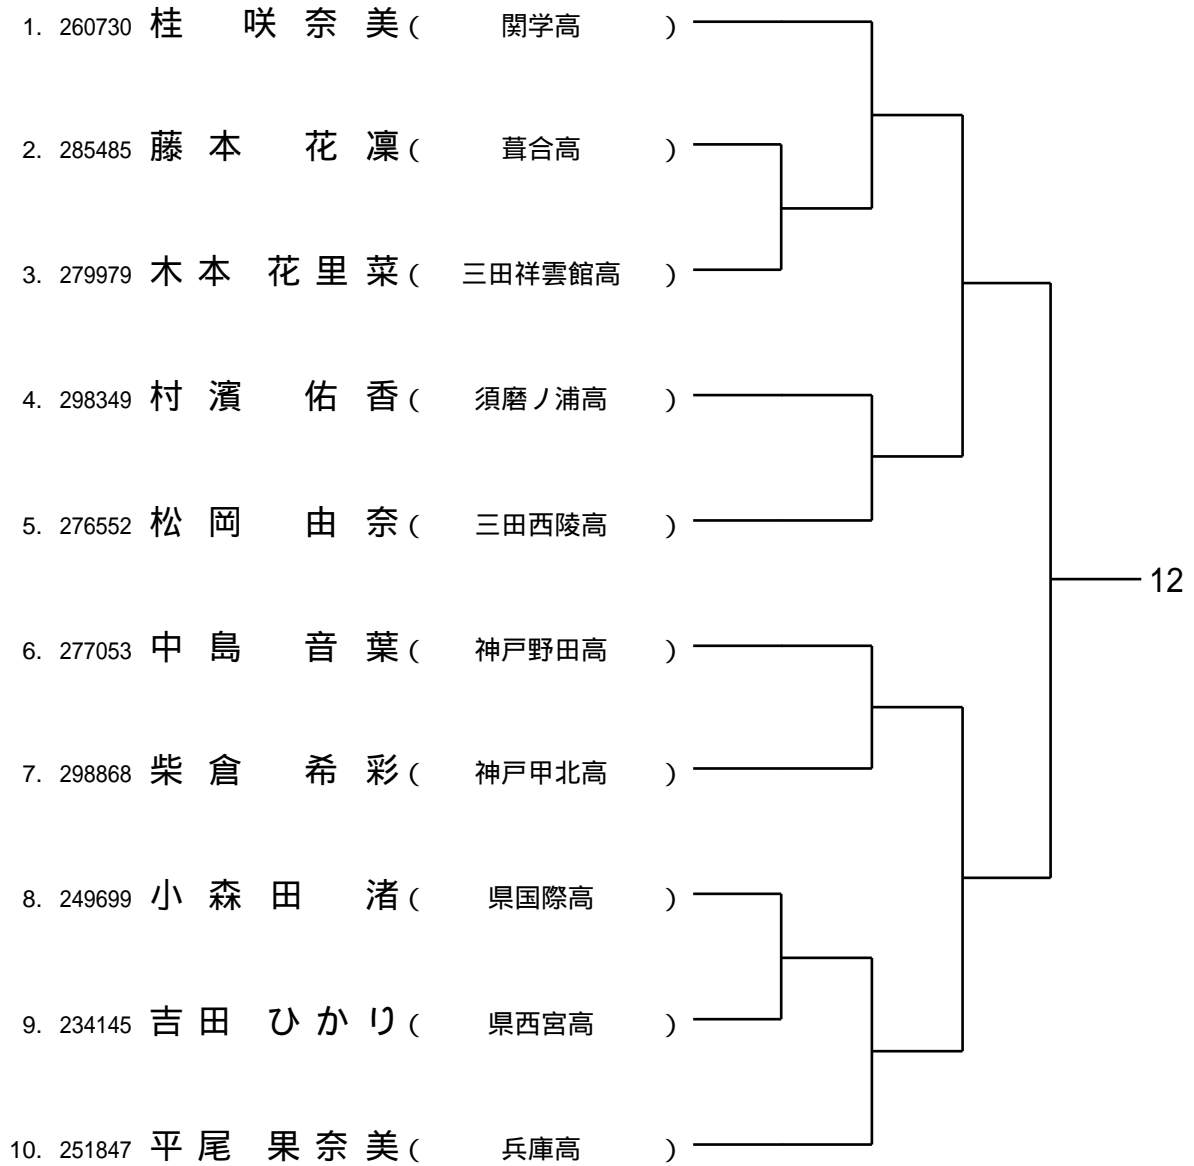 1. 260730 桂 咲奈美 ( 関学高 )
2. 285485 藤本 花凜 ( 葺合高 )
3. 279979 木本 花里菜 ( 三田祥雲館高 )
4. 298349 村濱 佑香 ( 須磨ノ浦高 )
5. 276552 松岡 由奈 ( 三田西陵高 )
12
6. 277053 中島 音葉 ( 神戸野田高 )
7. 298868 柴倉 希彩 ( 神戸甲北高 )
8. 249699 小森田 渚 ( 県国際高 )
9. 234145 吉田 ひかり ( 県西宮高 )
10. 251847 平尾 果奈美 ( 兵庫高 )